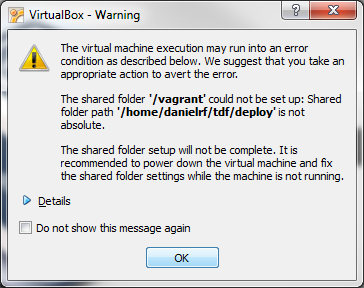 VirtualBox - Warning
The virtual machine execution may run into an error
condition as described below. We suggest that you take an
appropriate action to avert the error.
The shared folder '/vagrant' could not be set up: Shared
folder path '/home/danielrf/tdf/deploy' is not
absolute.
The shared folder setup will not be complete. It is
recommended to power down the virtual machine and fix
the shared folder settings while the machine is not running.
Details
Do not show this message again
OK